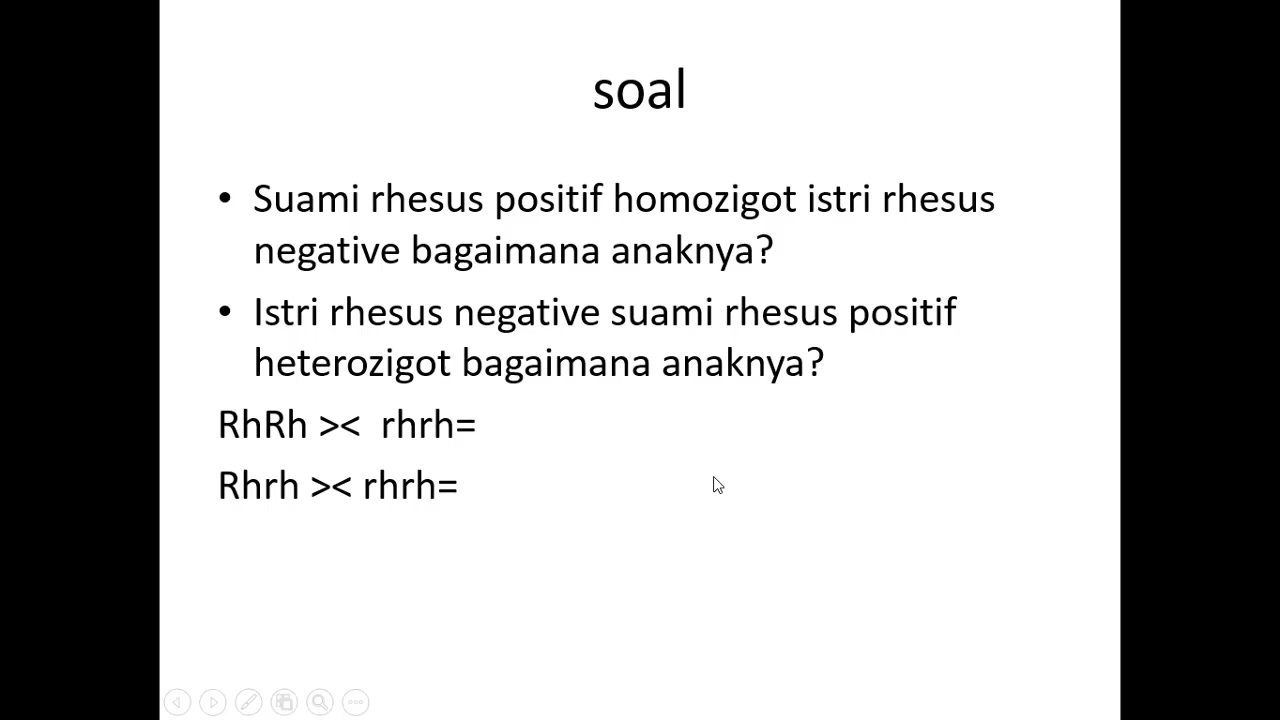 soal
• Suami rhesus positif homozigot istri rhesus
negative bagaimana anaknya?
• Istri rhesus negative suami rhesus positif
heterozigot bagaimana anaknya?
RhRh >< rhrh=
Rhrh >< rhrh=